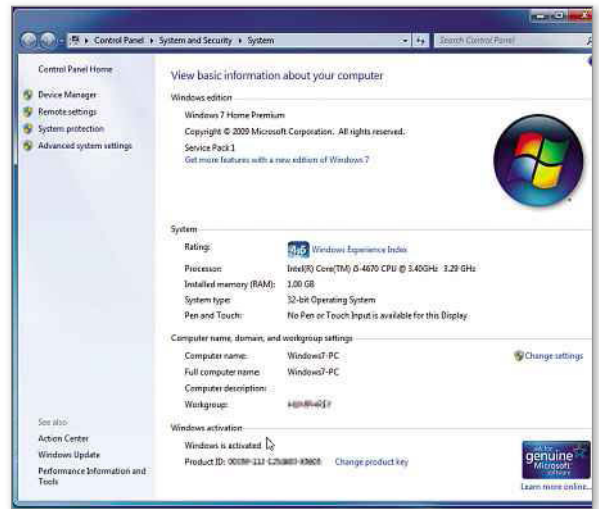 Control Panel ▸ System and Security ▸ System
Search Control Panel
Control Panel Home
Device Manager
Remote settings
System protection
Advanced system settings
View basic information about your computer
Windows edition
Windows 7 Home Premium
Copyright © 2009 Microsoft Corporation. All rights reserved.
Service Pack 1
Get more features with a new edition of Windows 7
System
Rating: 4.6 Windows Experience Index
Processor: Intel(R) Core(TM) i5-4670 CPU @ 3.40GHz 3.29 GHz
Installed memory (RAM): 1.00 GB
System type: 32-bit Operating System
Pen and Touch: No Pen or Touch Input is available for this Display
Computer name, domain, and workgroup settings
Computer name: Windows7-PC
Change settings
Full computer name: Windows7-PC
Computer description:
Workgroup:
Windows activation
Windows is activated
Product ID:
Change product key
See also
Action Center
Windows Update
Performance Information and
Tools
ask for
genuine
Microsoft
software
Learn more online...